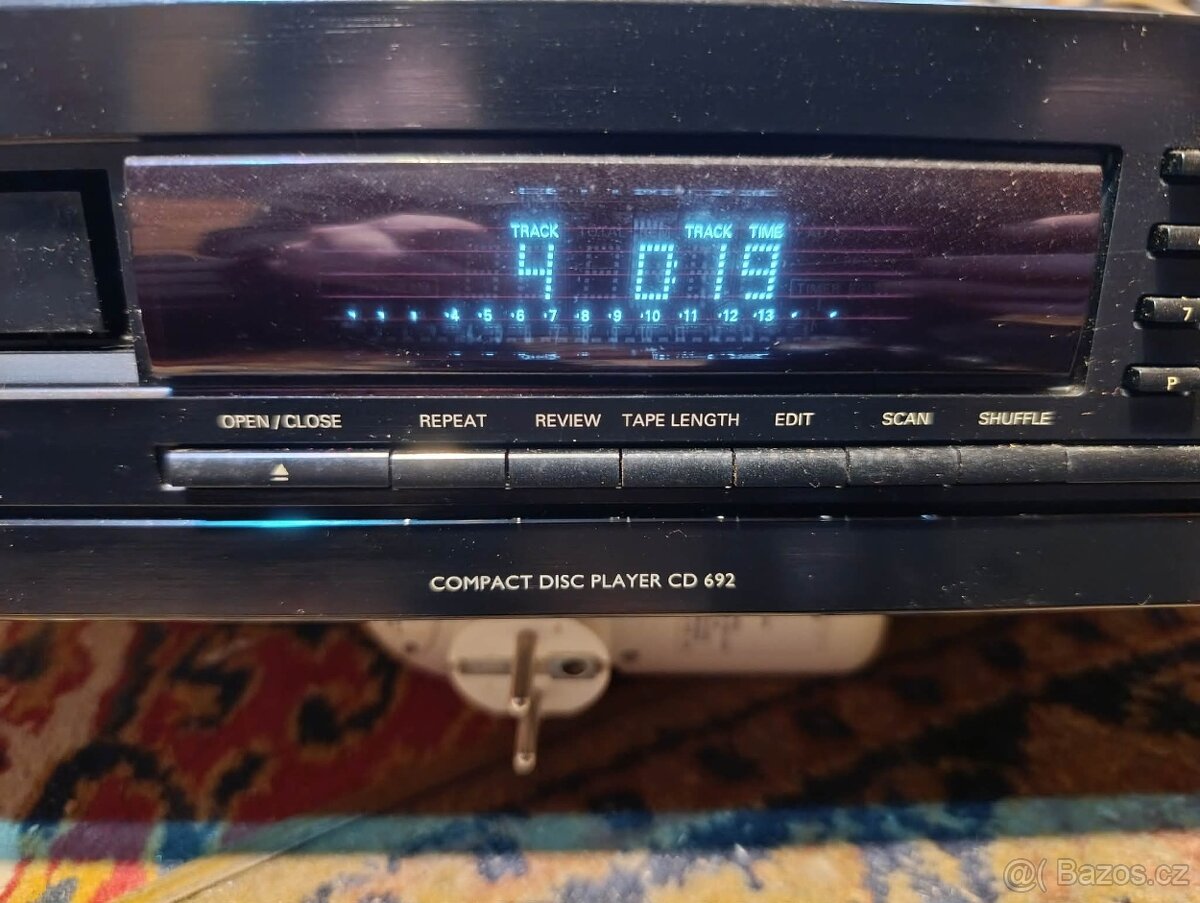 TRACK TRACK TIME
4 0 19
4 5 6 7 8 9 10 11 12 13
7
P
OPEN / CLOSE REPEAT REVIEW TAPE LENGTH EDIT SCAN SHUFFLE
COMPACT DISC PLAYER CD 692
Bazos.cz